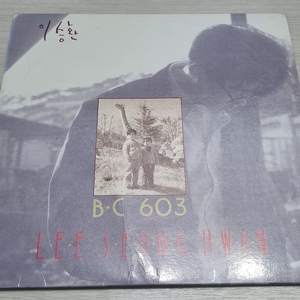 이승환
B·C 603
LEE SEUNG HWAN